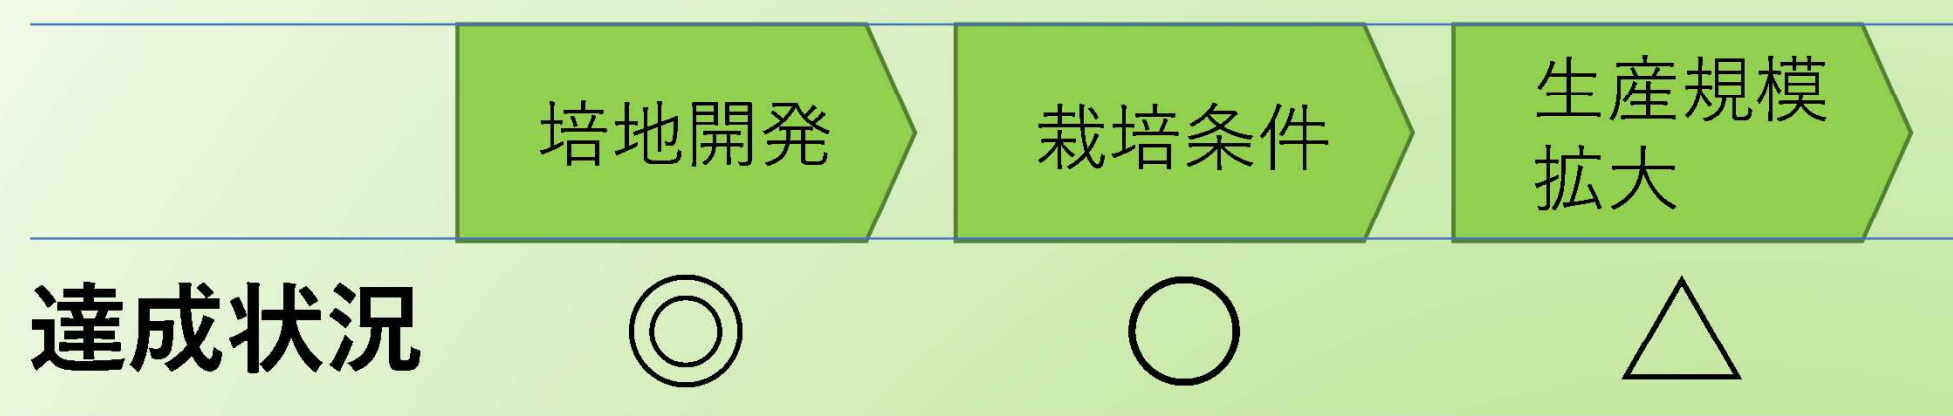 培地開発
栽培条件
生産規模
拡大
達成状況 ◎ ○ △